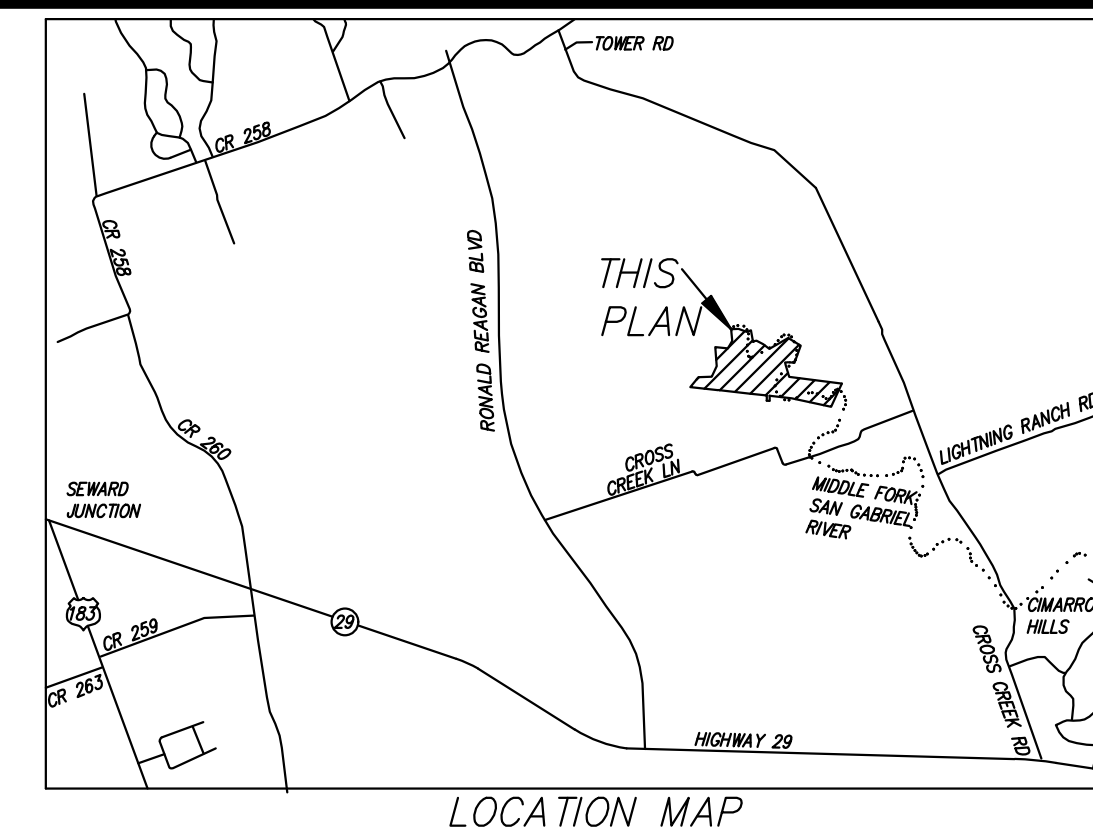 TOWER RD
CR 258
CR 258
RONALD REAGAN BLVD
THIS
PLAN
CR 260
CROSS
CREEK LN
LIGHTNING RANCH RD
SEWARD
JUNCTION
MIDDLE FORK
SAN GABRIEL
RIVER
183
29
CR 259
CR 263
CIMARRO
HILLS
CROSS CREEK RD
HIGHWAY 29
LOCATION MAP